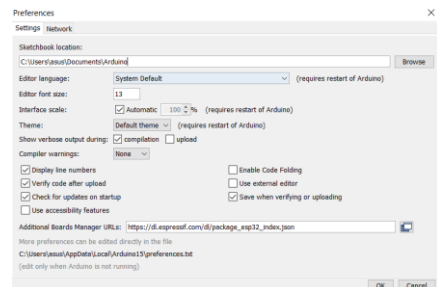 Preferences
Settings Network
Sketchbook location:
C:\Users\asus\Documents\Arduino
Browse
Editor language: System Default (requires restart of Arduino)
Editor font size: 13
Interface scale: Automatic 100 % (requires restart of Arduino)
Theme: Default theme (requires restart of Arduino)
Show verbose output during: compilation upload
Compiler warnings: None
Display line numbers Enable Code Folding
Verify code after upload Use external editor
Check for updates on startup Save when verifying or uploading
Use accessibility features
Additional Boards Manager URLs: https://dl.espressif.com/dl/package_esp32_index.json
More preferences can be edited directly in the file
C:\Users\asus\AppData\Local\Arduino15\preferences.txt
(edit only when Arduino is not running)
OK Cancel